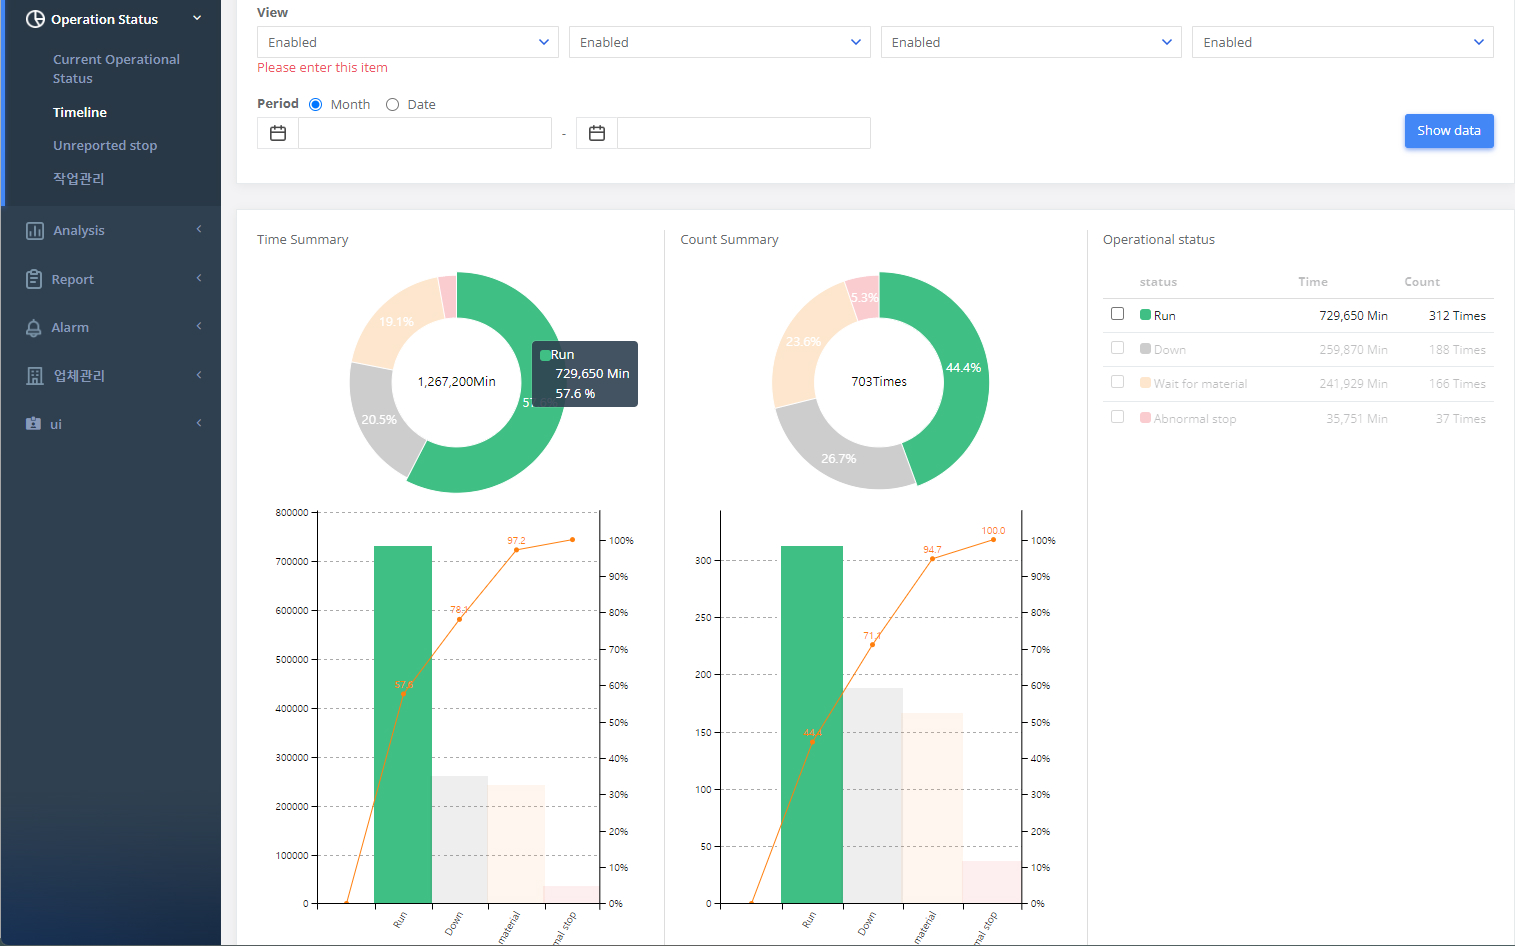 Operation Status
Current Operational
Status
Timeline
Unreported stop
작업관리
Analysis
Report
Alarm
업체관리
ui
View
Enabled
Enabled
Enabled
Enabled
Please enter this item
Period
Month
Date
-
Show data
Time Summary
19.1%
20.5%
1,267,200Min
Run
729,650 Min
57.6 %
800000
700000
600000
500000
400000
300000
200000
100000
0
57.6
78.1
97.2
100%
90%
80%
70%
60%
50%
40%
30%
20%
10%
0%
Run
Down
material
mal stop
Count Summary
5.3%
23.6%
44.4%
26.7%
703Times
300
250
200
150
100
50
0
44.4
71.1
94.7
100.0
100%
90%
80%
70%
60%
50%
40%
30%
20%
10%
0%
Run
Down
material
mal stop
Operational status
status Time Count
Run 729,650 Min 312 Times
Down 259,870 Min 188 Times
Wait for material 241,929 Min 166 Times
Abnormal stop 35,751 Min 37 Times